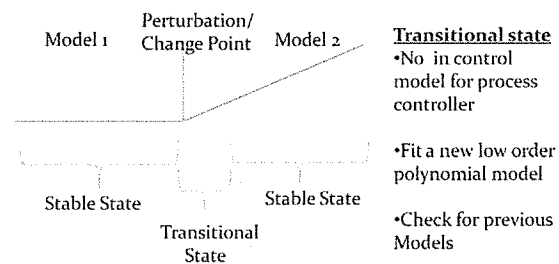 Model 1
Perturbation/
Change Point
Model 2
Stable State
Transitional
State
Stable State
Transitional state
•No in control
model for process
controller
•Fit a new low order
polynomial model
•Check for previous
Models